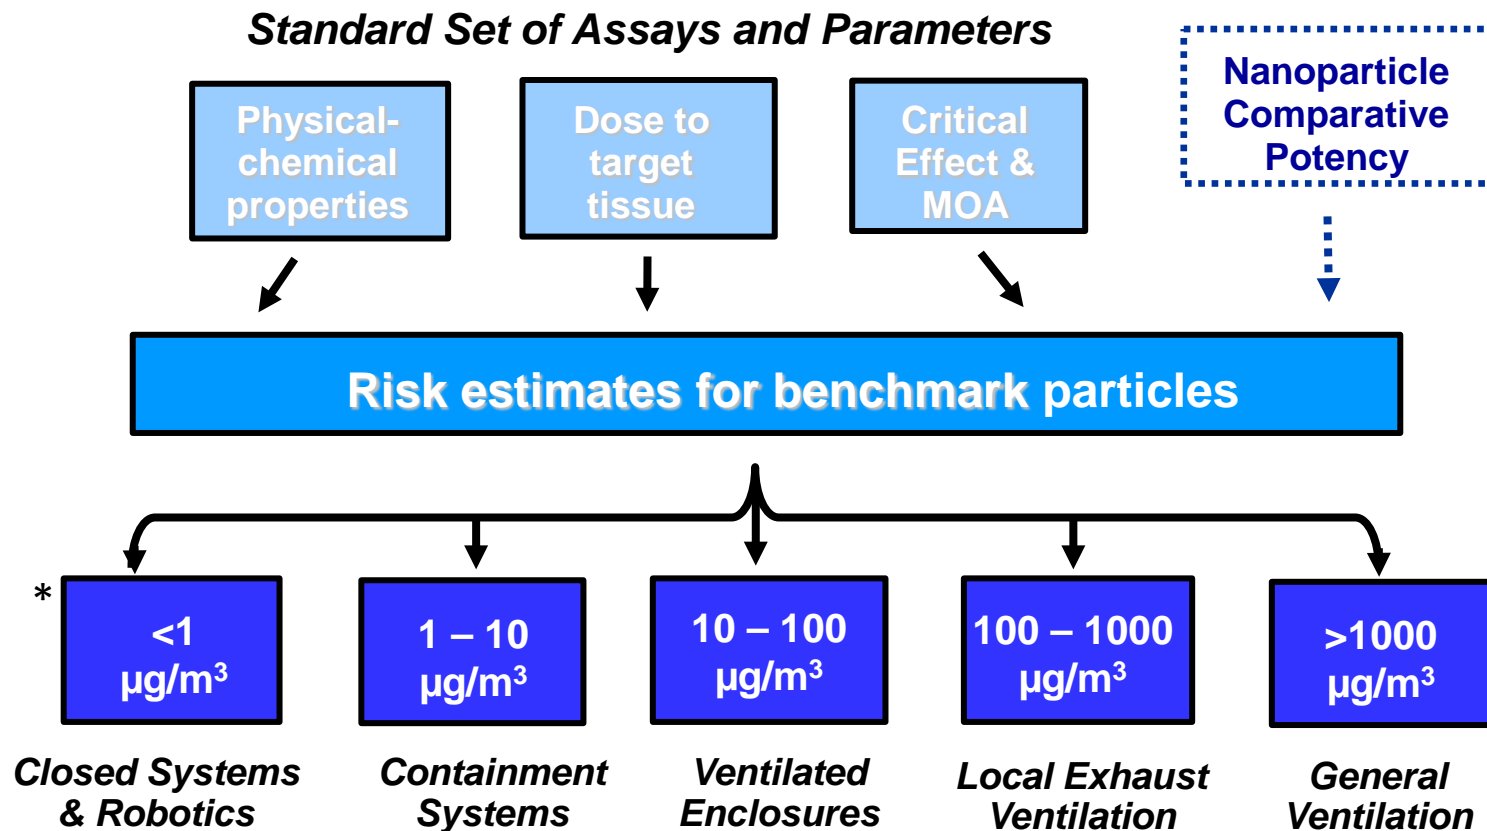 Standard Set of Assays and Parameters
Physical-
chemical
properties
Dose to
target
tissue
Critical
Effect &
MOA
Nanoparticle
Comparative
Potency
Risk estimates for benchmark particles
*
<1
µg/m³
1 – 10
µg/m³
10 – 100
µg/m³
100 – 1000
µg/m³
>1000
µg/m³
Closed Systems
& Robotics
Containment
Systems
Ventilated
Enclosures
Local Exhaust
Ventilation
General
Ventilation